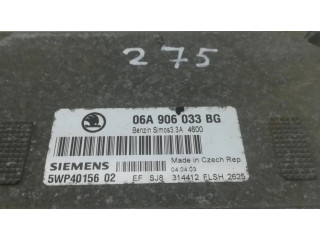 275
06A 906 033 BG
Benzin Simos3.3A 4600
SIEMENS
Made in Czech Rep
04.04.03
5WP40156 02
EF SJ8 314412 FLSH 2625